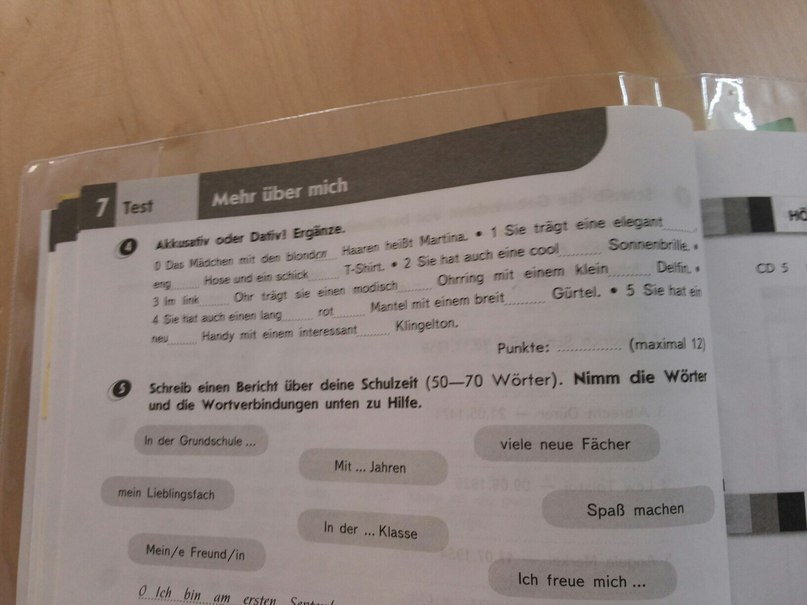 7 Test Mehr über mich
4 Akkusativ oder Dativ? Ergänze.
0 Das Mädchen mit den blonden Haaren heißt Martina. • 1 Sie trägt eine elegant......
eng...... Hose und ein schick...... T-Shirt. • 2 Sie hat auch eine cool...... Sonnenbrille. •
3 Im link...... Ohr trägt sie einen modisch...... Ohrring mit einem klein...... Delfin. •
4 Sie hat auch einen lang...... rot...... Mantel mit einem breit...... Gürtel. • 5 Sie hat ein
neu...... Handy mit einem interessant...... Klingelton.
Punkte: ............... (maximal 12)
5 Schreib einen Bericht über deine Schulzeit (50—70 Wörter). Nimm die Wörter
und die Wortverbindungen unten zu Hilfe.
In der Grundschule ...
viele neue Fächer
Mit ... Jahren
mein Lieblingsfach
Spaß machen
In der ... Klasse
Mein/e Freund/in
Ich freue mich ...
0 Ich bin am ersten
HÖ
CD 5